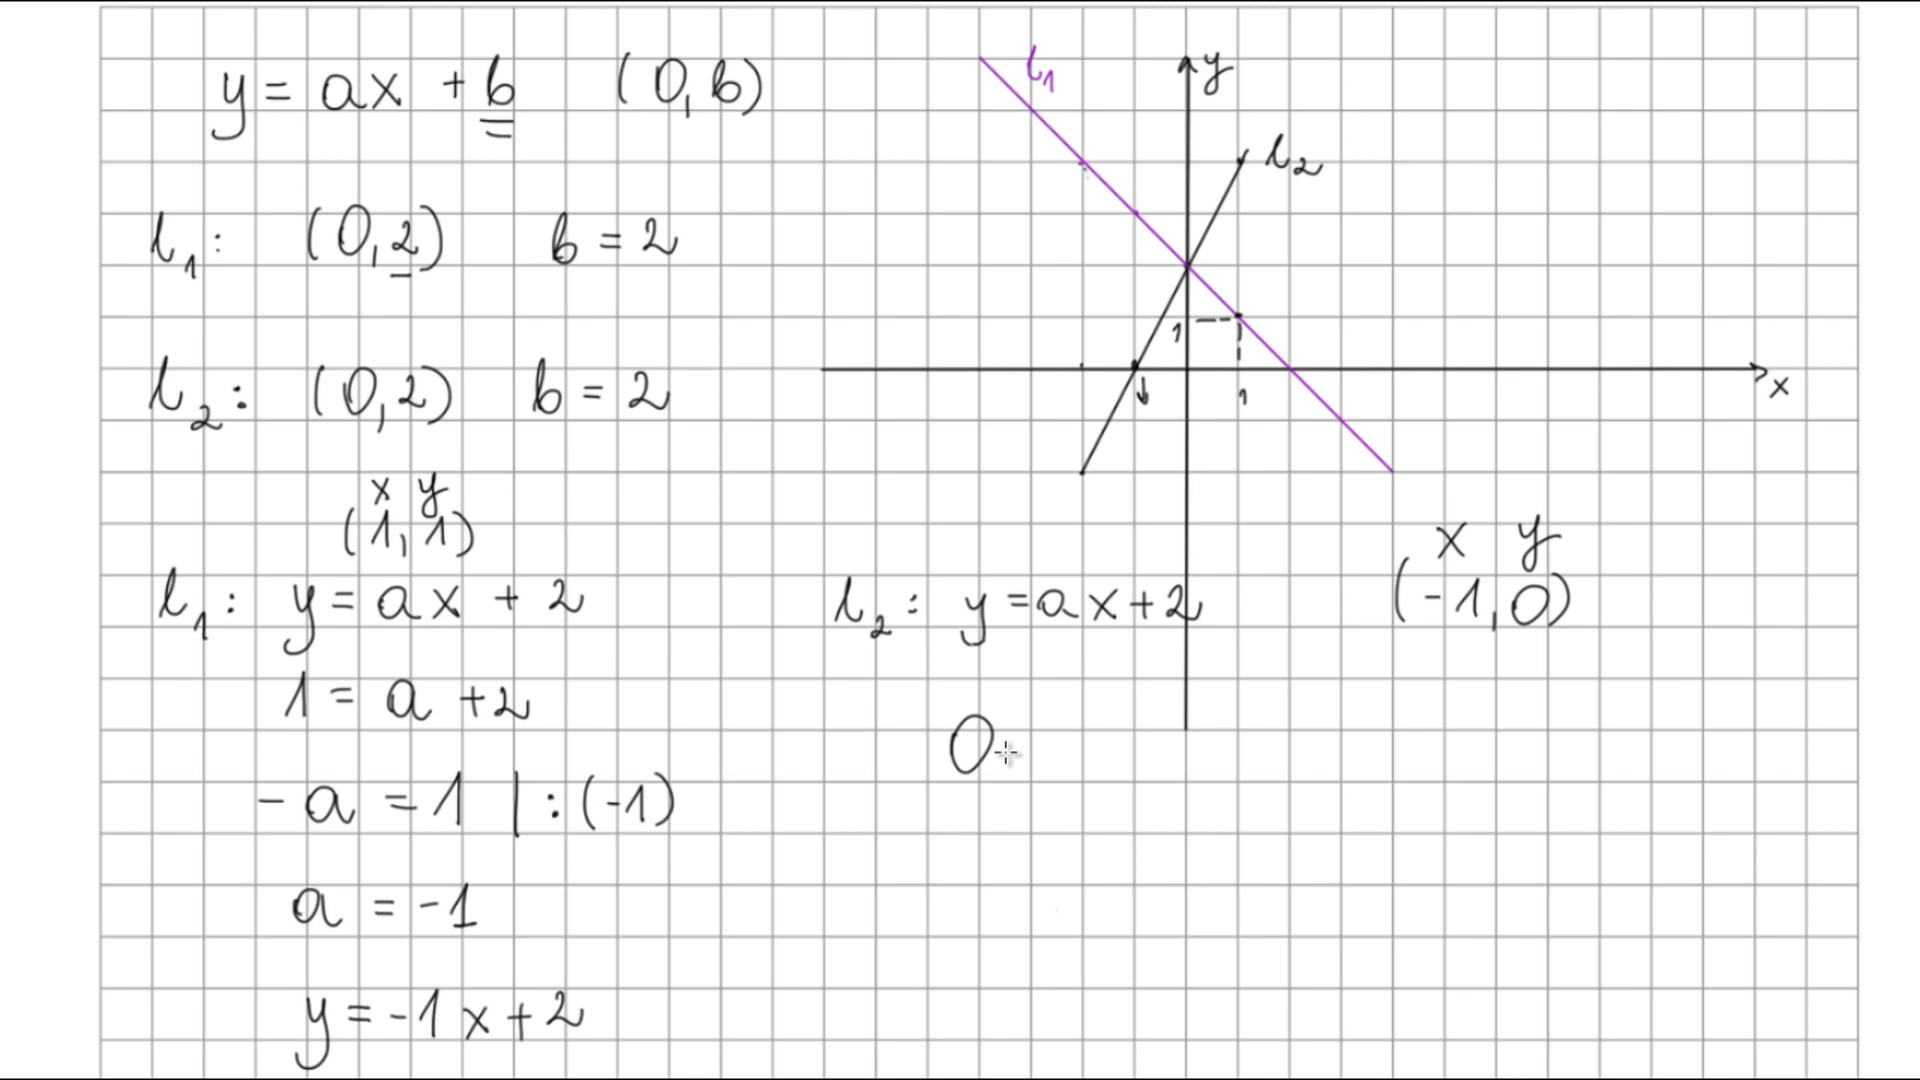 y = ax + b (0, b)
l₁ : (0, 2) b = 2
l₂ : (0, 2) b = 2
x y
(1, 1)
l₁ : y = ax + 2
1 = a + 2
- a = 1 | : (-1)
a = -1
y = -1x + 2
l₁
y
l₂
1
1
x
x y
(-1, 0)
l₂ : y = ax + 2
0